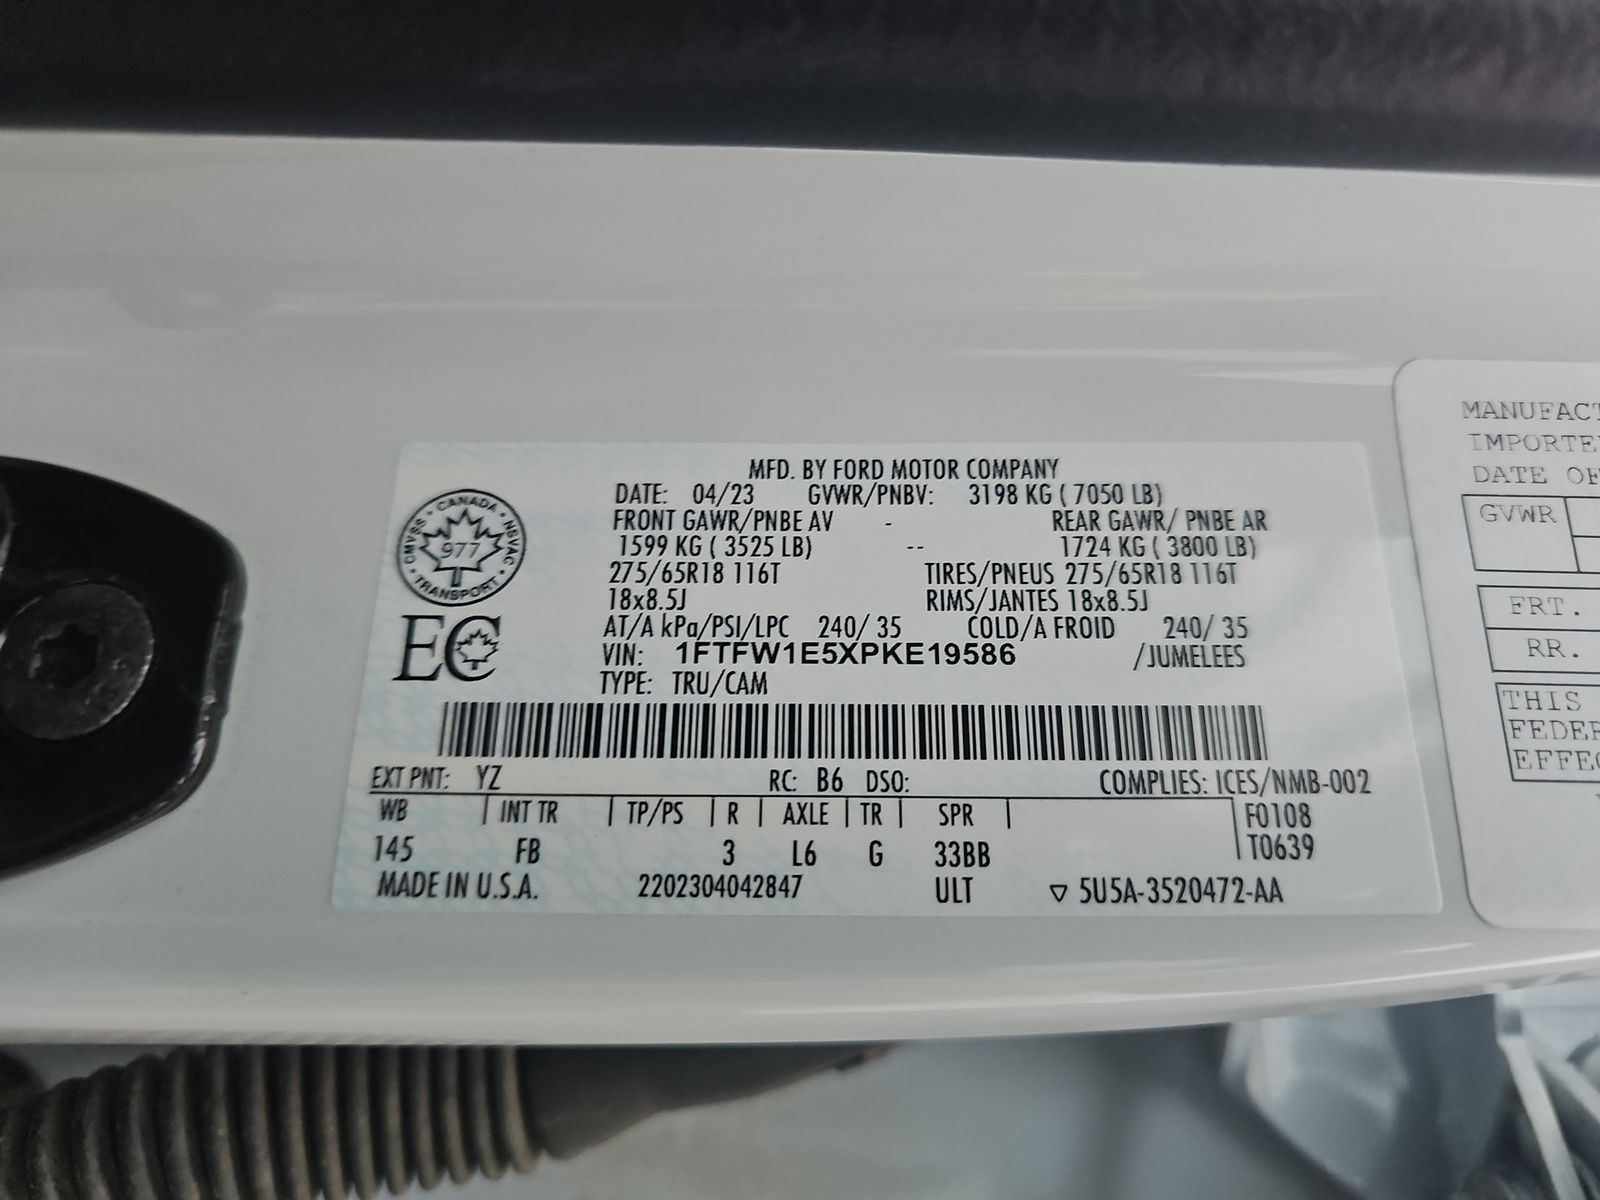 MFD. BY FORD MOTOR COMPANY
DATE: 04/23 GVWR/PNBV: 3198 KG ( 7050 LB)
FRONT GAWR/PNBE AV - REAR GAWR/ PNBE AR
1599 KG ( 3525 LB) -- 1724 KG ( 3800 LB)
275/65R18 116T TIRES/PNEUS 275/65R18 116T
18x8.5J RIMS/JANTES 18x8.5J
AT/A kPa/PSI/LPC 240/ 35 COLD/A FROID 240/ 35
VIN: 1FTFW1E5XPKE19586 /JUMELEES
TYPE: TRU/CAM
CANADA • NSVAC • TRANSPORT • CMVSS
977
EC
EXT PNT: YZ RC: B6 DSO: COMPLIES: ICES/NMB-002
WB INT TR TP/PS R AXLE TR SPR F0108
145 FB 3 L6 G 33BB T0639
MADE IN U.S.A. 2202304042847 ULT ▽ 5U5A-3520472-AA
MANUFACT
IMPORTE
DATE OF
GVWR
FRT.
RR.
THIS
FEDER
EFFEC